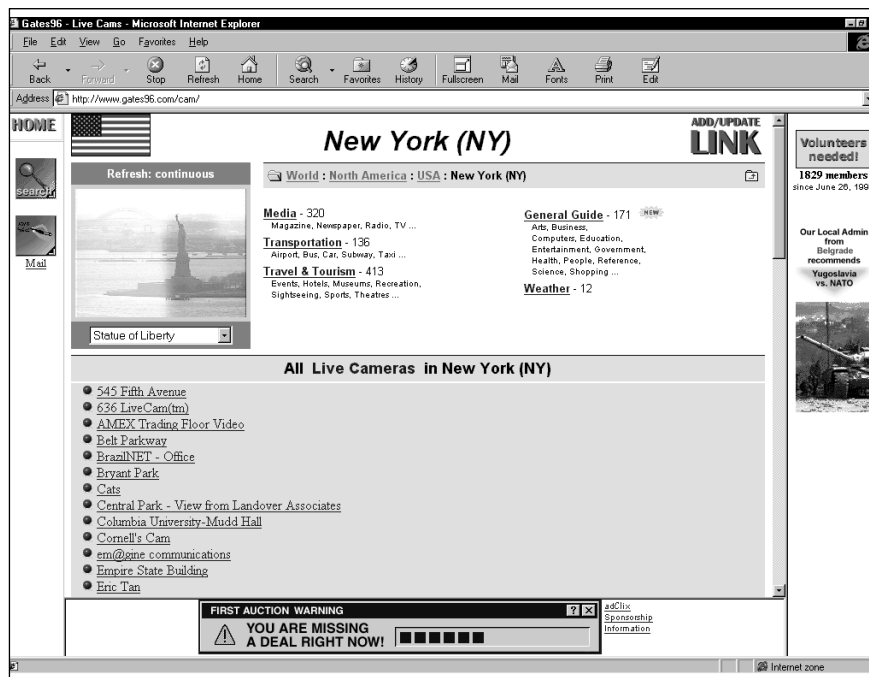 Gates96 - Live Cams - Microsoft Internet Explorer
File Edit View Go Favorites Help
Back Forward Stop Refresh Home Search Favorites History Fullscreen Mail Fonts Print Edit
Address http://www.gates96.com/cam/
HOME
search
Mail
New York (NY)
ADD/UPDATE
LINK
Refresh: continuous
Statue of Liberty
World : North America : USA : New York (NY)
Media - 320
Magazine, Newspaper, Radio, TV ...
Transportation - 136
Airport, Bus, Car, Subway, Taxi ...
Travel & Tourism - 413
Events, Hotels, Museums, Recreation,
Sightseeing, Sports, Theatres ...
General Guide - 171 NEW
Arts, Business,
Computers, Education,
Entertainment, Government,
Health, People, Reference,
Science, Shopping ...
Weather - 12
All Live Cameras in New York (NY)
545 Fifth Avenue
636 LiveCam(tm)
AMEX Trading Floor Video
Belt Parkway
BrazilNET - Office
Bryant Park
Cats
Central Park - View from Landover Associates
Columbia University-Mudd Hall
Cornell's Cam
em@gine communications
Empire State Building
Eric Tan
Volunteers
needed!
1829 members
since June 26, 199
Our Local Admin
from
Belgrade
recommends
Yugoslavia
vs. NATO
FIRST AUCTION WARNING
YOU ARE MISSING
A DEAL RIGHT NOW!
adClix
Sponsorship
Information
Internet zone